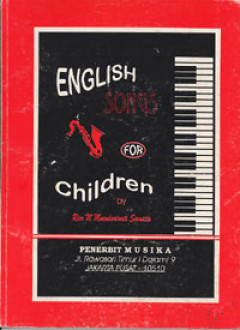 ENGLISH
SONGS
FOR
Children
by
PENERBIT MUSIKA
Jl. Rawasari Timur I Dalam/ 9
JAKARTA PUSAT - 10510